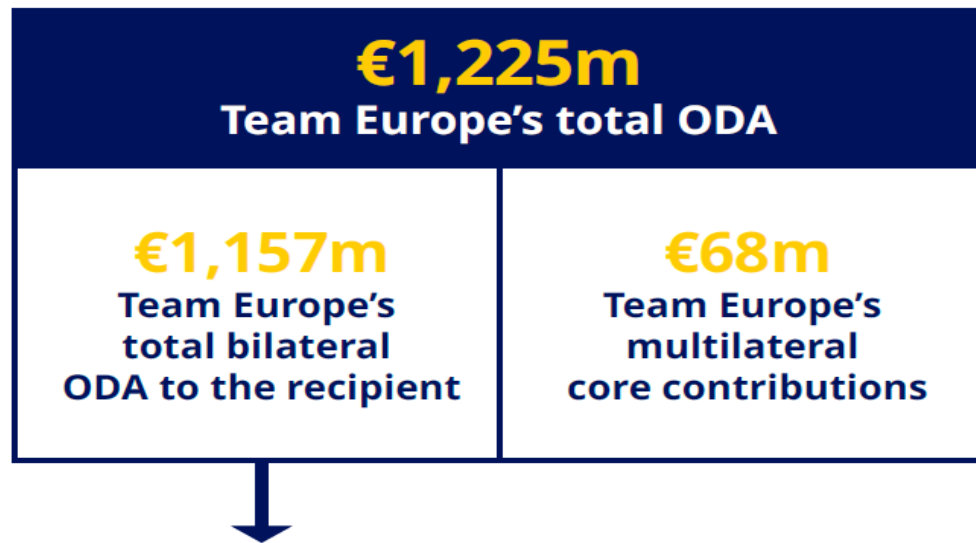 €1,225m
Team Europe’s total ODA
€1,157m
Team Europe’s
total bilateral
ODA to the recipient
€68m
Team Europe’s
multilateral
core contributions